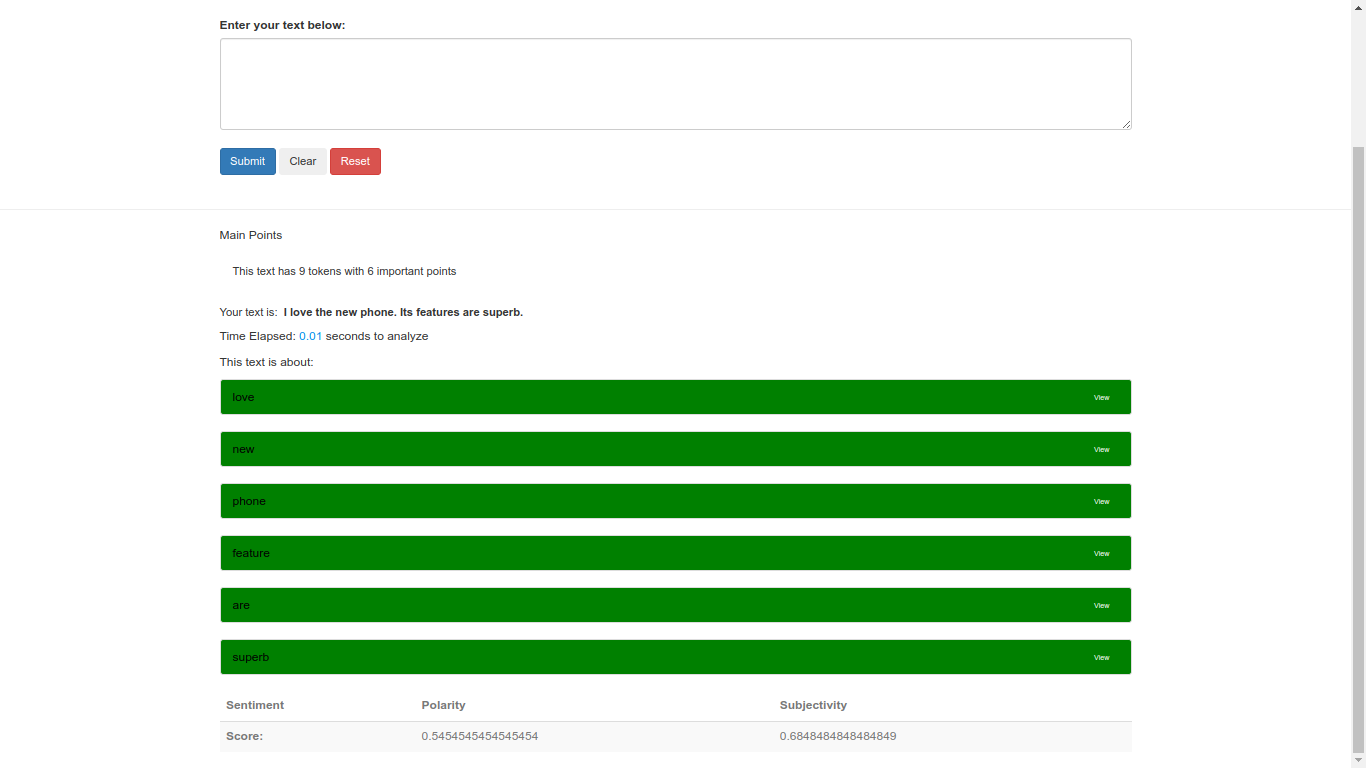 Enter your text below:
Submit Clear Reset
Main Points
This text has 9 tokens with 6 important points
Your text is: I love the new phone. Its features are superb.
Time Elapsed: 0.01 seconds to analyze
This text is about:
love View
new View
phone View
feature View
are View
superb View
Sentiment Polarity Subjectivity
Score: 0.5454545454545454 0.6848484848484849